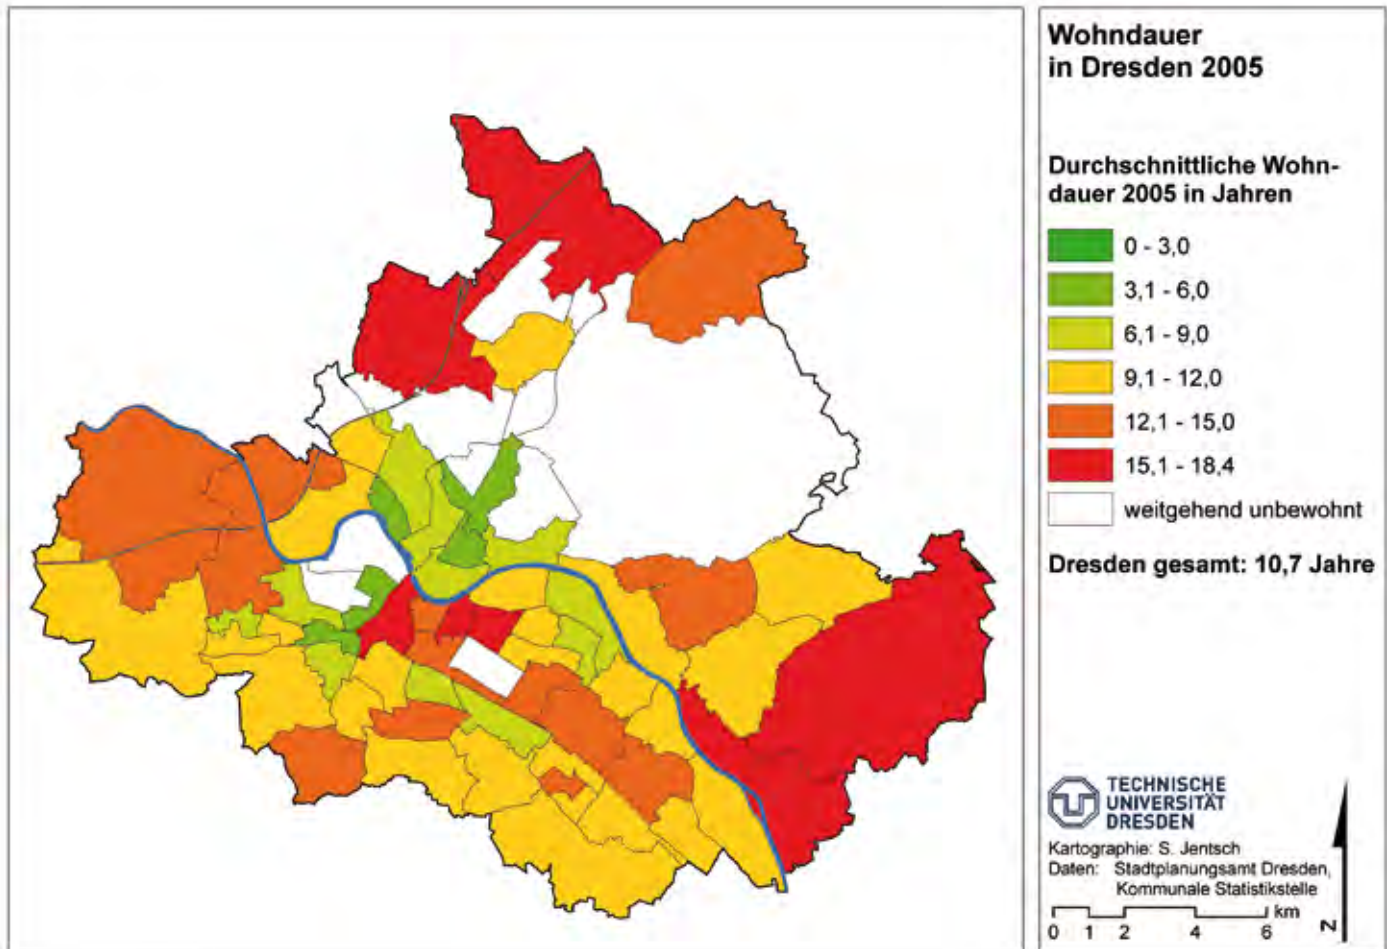 Wohndauer
in Dresden 2005
Durchschnittliche Wohn-
dauer 2005 in Jahren
0 - 3,0
3,1 - 6,0
6,1 - 9,0
9,1 - 12,0
12,1 - 15,0
15,1 - 18,4
weitgehend unbewohnt
Dresden gesamt: 10,7 Jahre
TECHNISCHE
UNIVERSITÄT
DRESDEN
Kartographie: S. Jentsch
Daten: Stadtplanungsamt Dresden,
Kommunale Statistikstelle
km
0 1 2 4 6
N